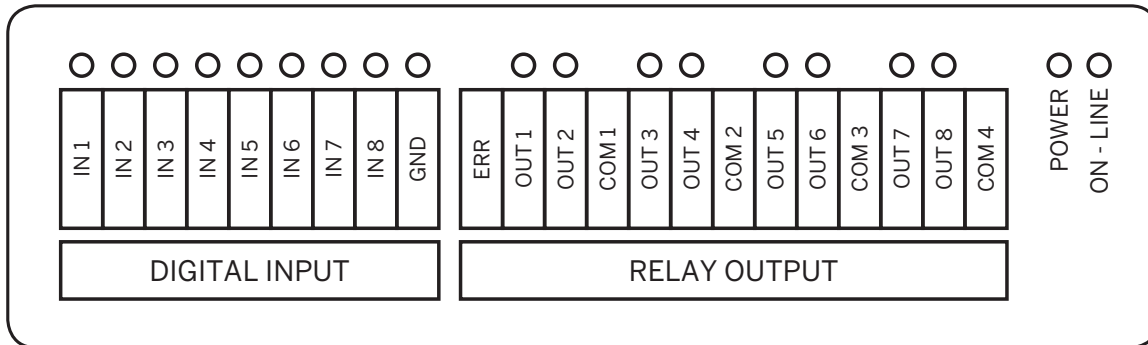 IN 1
IN 2
IN 3
IN 4
IN 5
IN 6
IN 7
IN 8
GND
ERR
OUT 1
OUT 2
COM 1
OUT 3
OUT 4
COM 2
OUT 5
OUT 6
COM 3
OUT 7
OUT 8
COM 4
POWER
ON - LINE
DIGITAL INPUT
RELAY OUTPUT